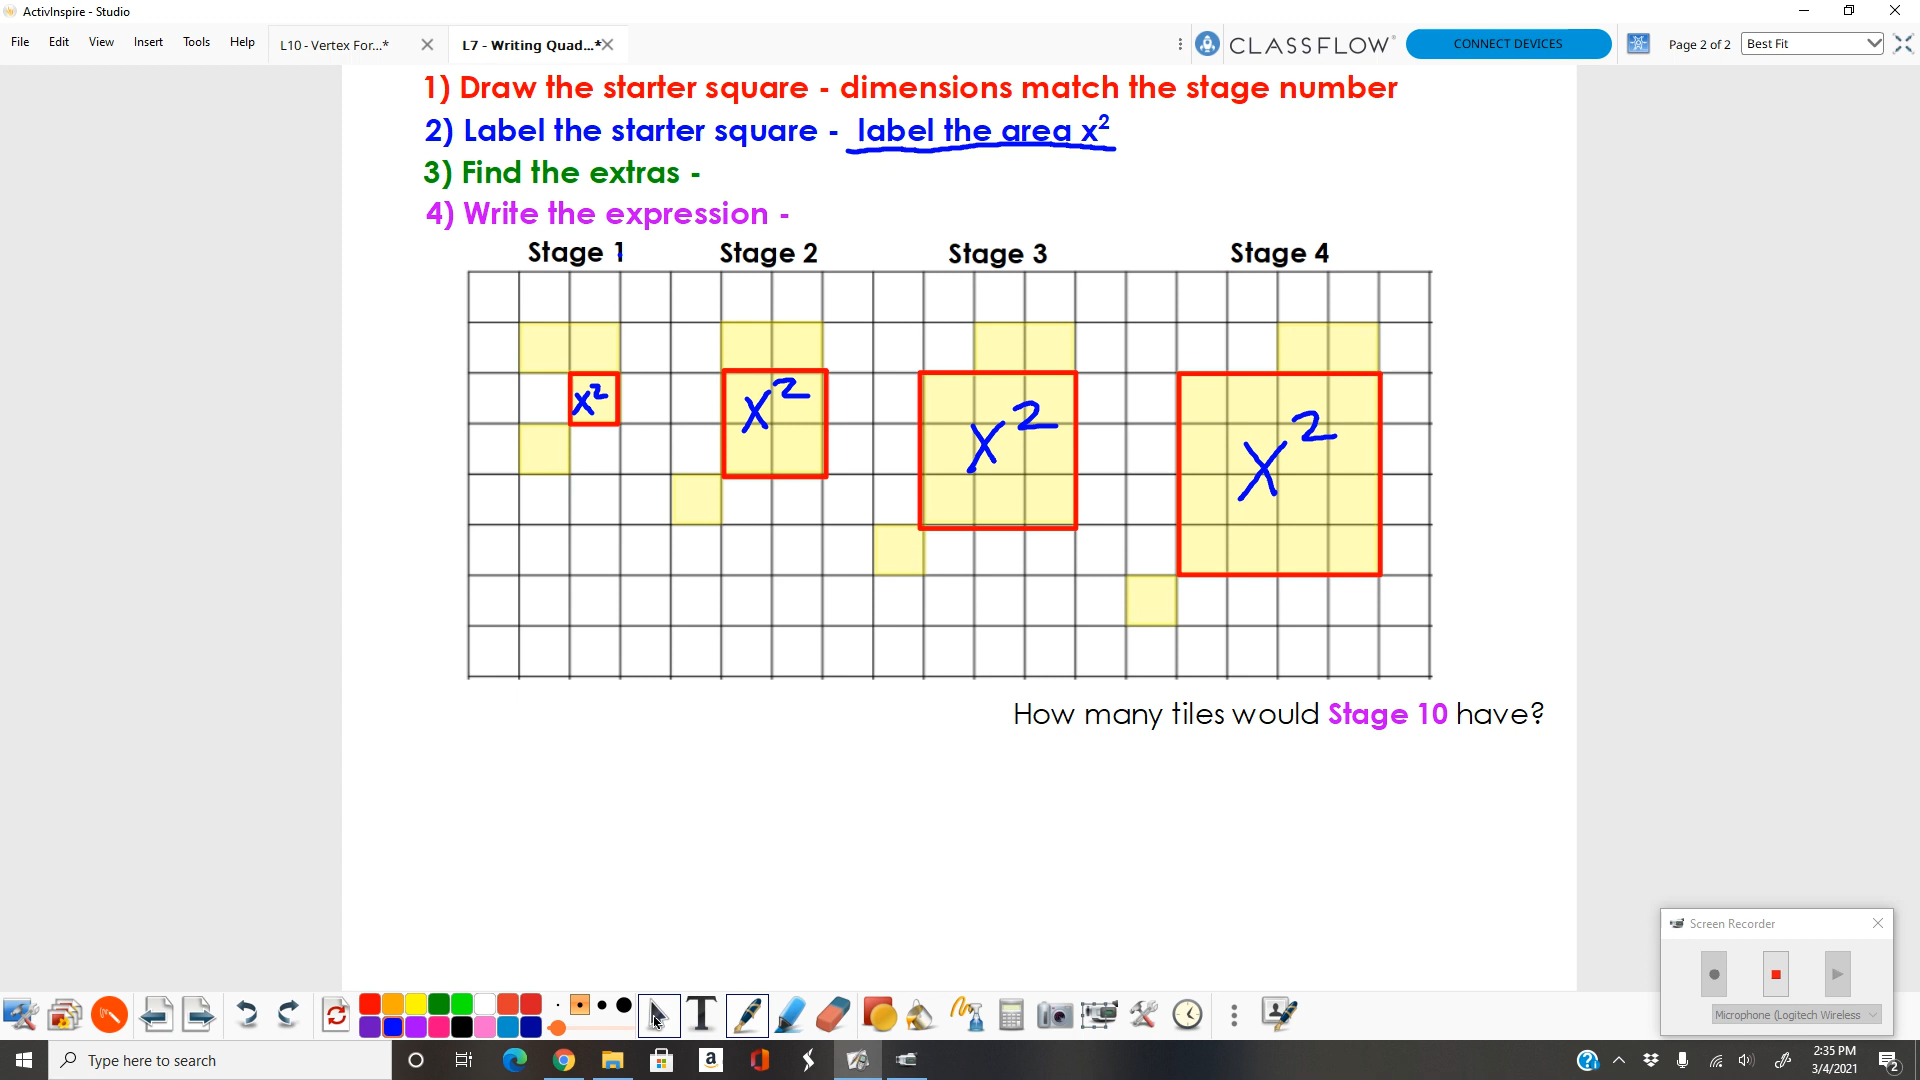 ActivInspire - Studio
File Edit View Insert Tools Help
L10 - Vertex For...*
L7 - Writing Quad...*
CLASSFLOW
CONNECT DEVICES
Page 2 of 2
Best Fit
1) Draw the starter square - dimensions match the stage number
2) Label the starter square - label the area x²
3) Find the extras -
4) Write the expression -
Stage 1 Stage 2 Stage 3 Stage 4
x² x² x² x²
How many tiles would Stage 10 have?
Screen Recorder
Microphone (Logitech Wireless
Type here to search
2:35 PM
3/4/2021
2